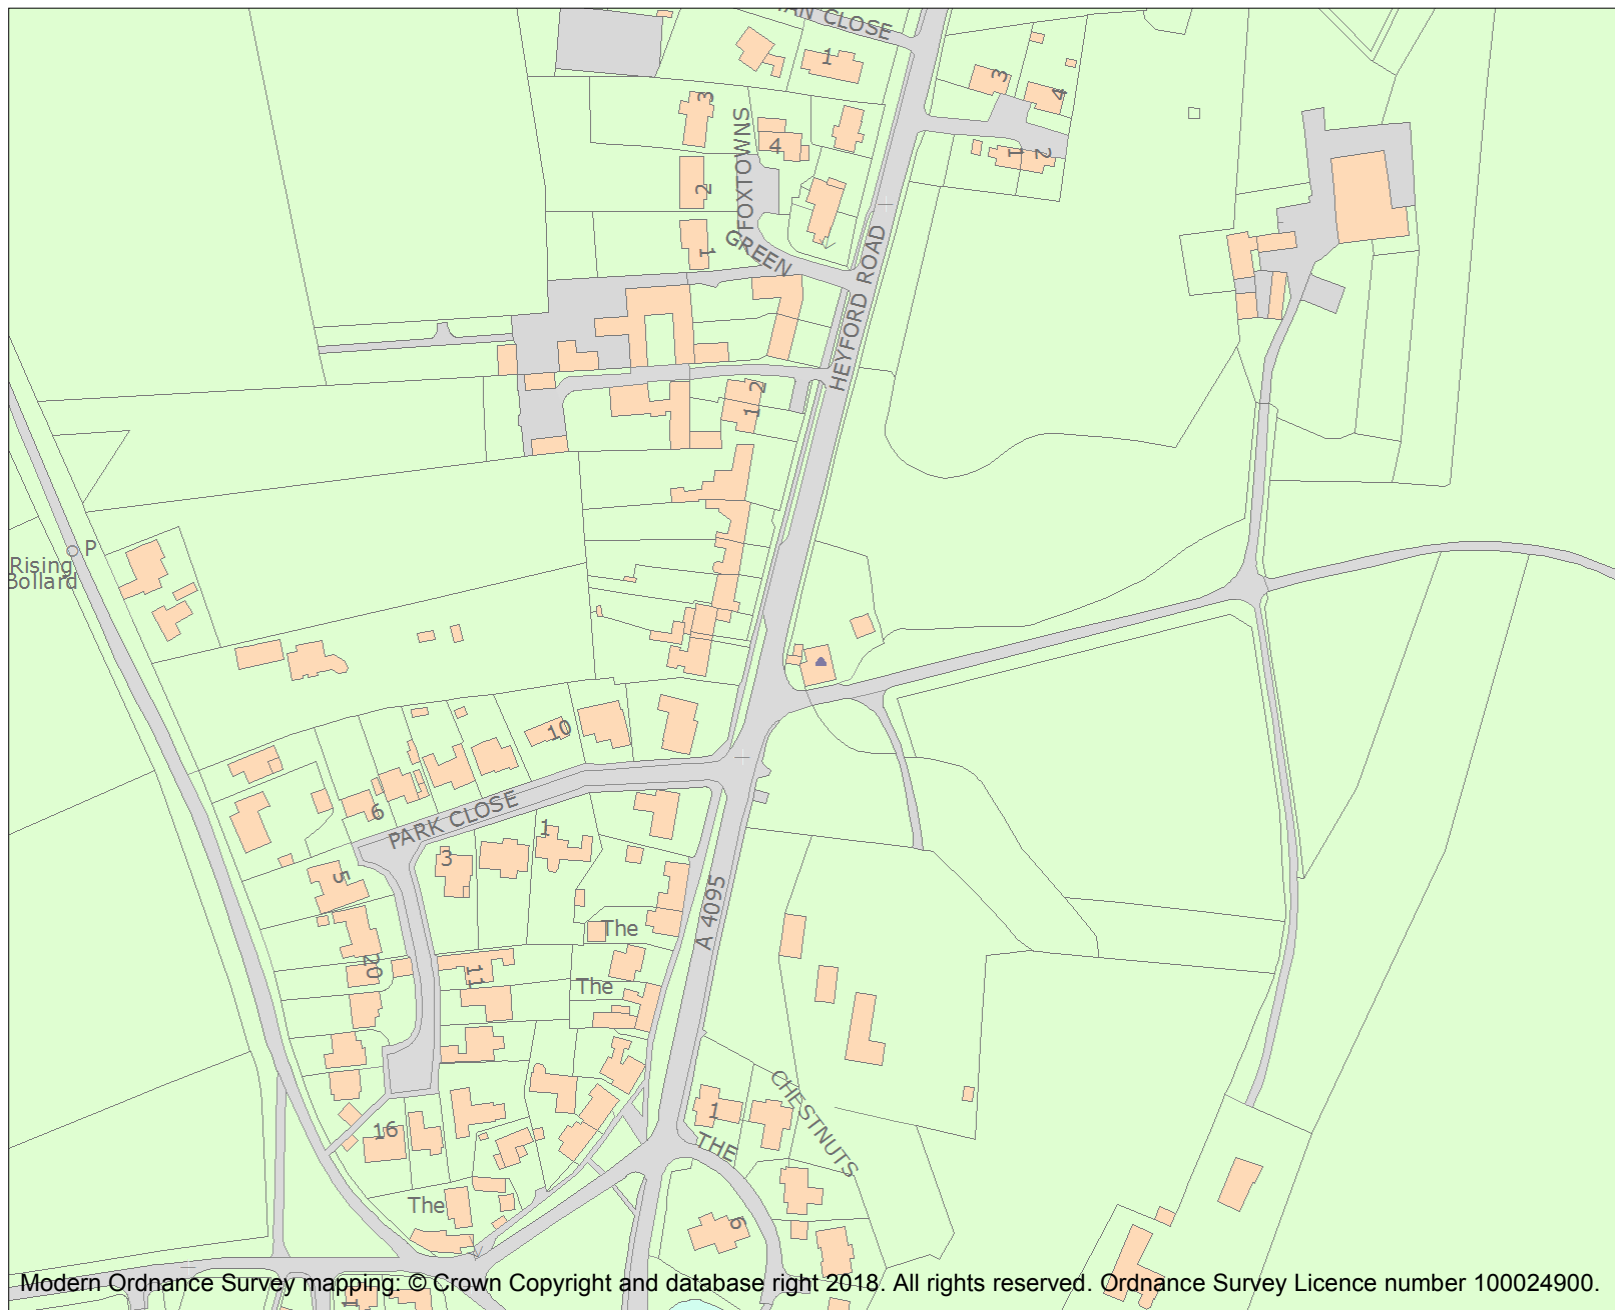 AN CLOSE
1
3
4
3
FOXTOWNS
4
1
2
2
GREEN
1
HEYFORD ROAD
2
1
P
Rising
Bollard
10
6
PARK CLOSE
1
3
5
A 4095
The
20
11
The
CHESTNUTS
1
16
THE
The
6
1
Modern Ordnance Survey mapping: © Crown Copyright and database right 2018. All rights reserved. Ordnance Survey Licence number 100024900.